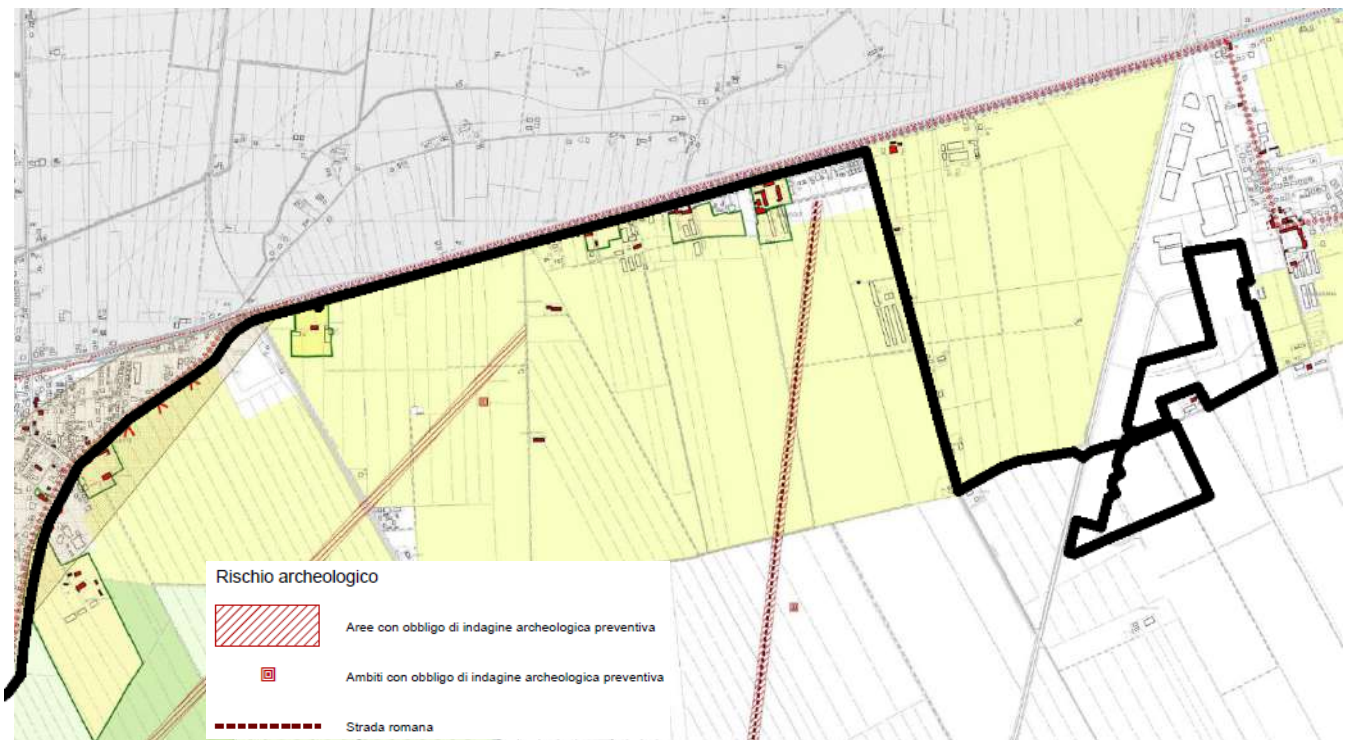 Rischio archeologico
Aree con obbligo di indagine archeologica preventiva
Ambiti con obbligo di indagine archeologica preventiva
Strada romana